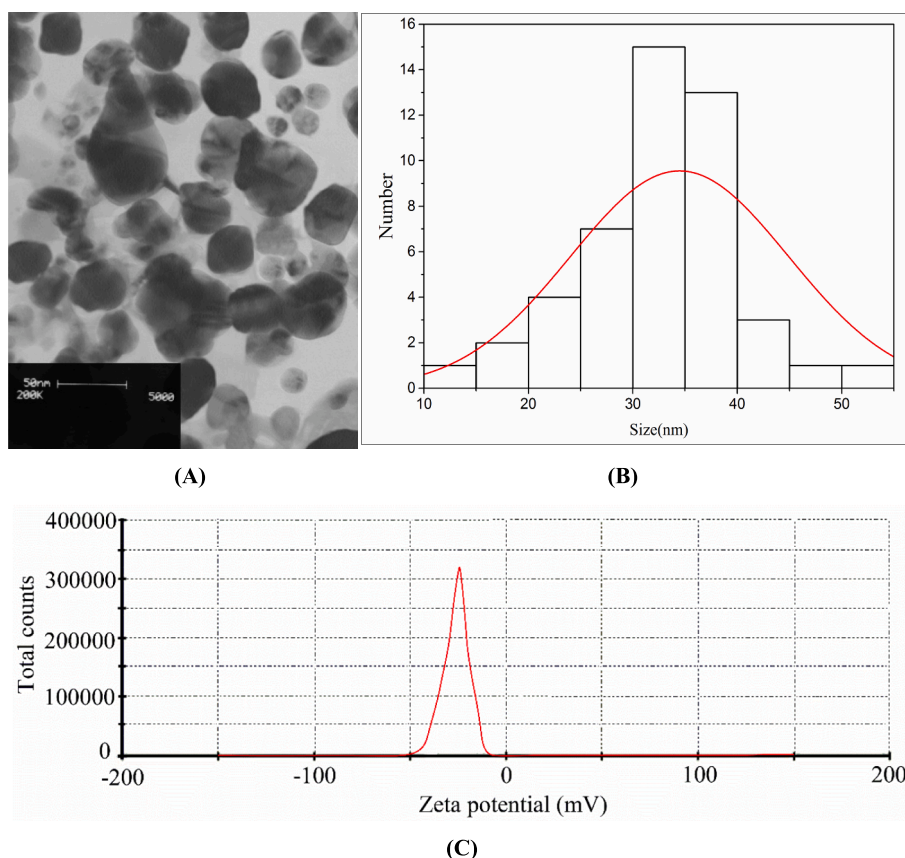 50nm
200K 5000
(A)
16
14
12
10
8
6
4
2
0
Number
10 20 30 40 50
Size(nm)
(B)
400000
300000
200000
100000
0
Total counts
-200 -100 0 100 200
Zeta potential (mV)
(C)